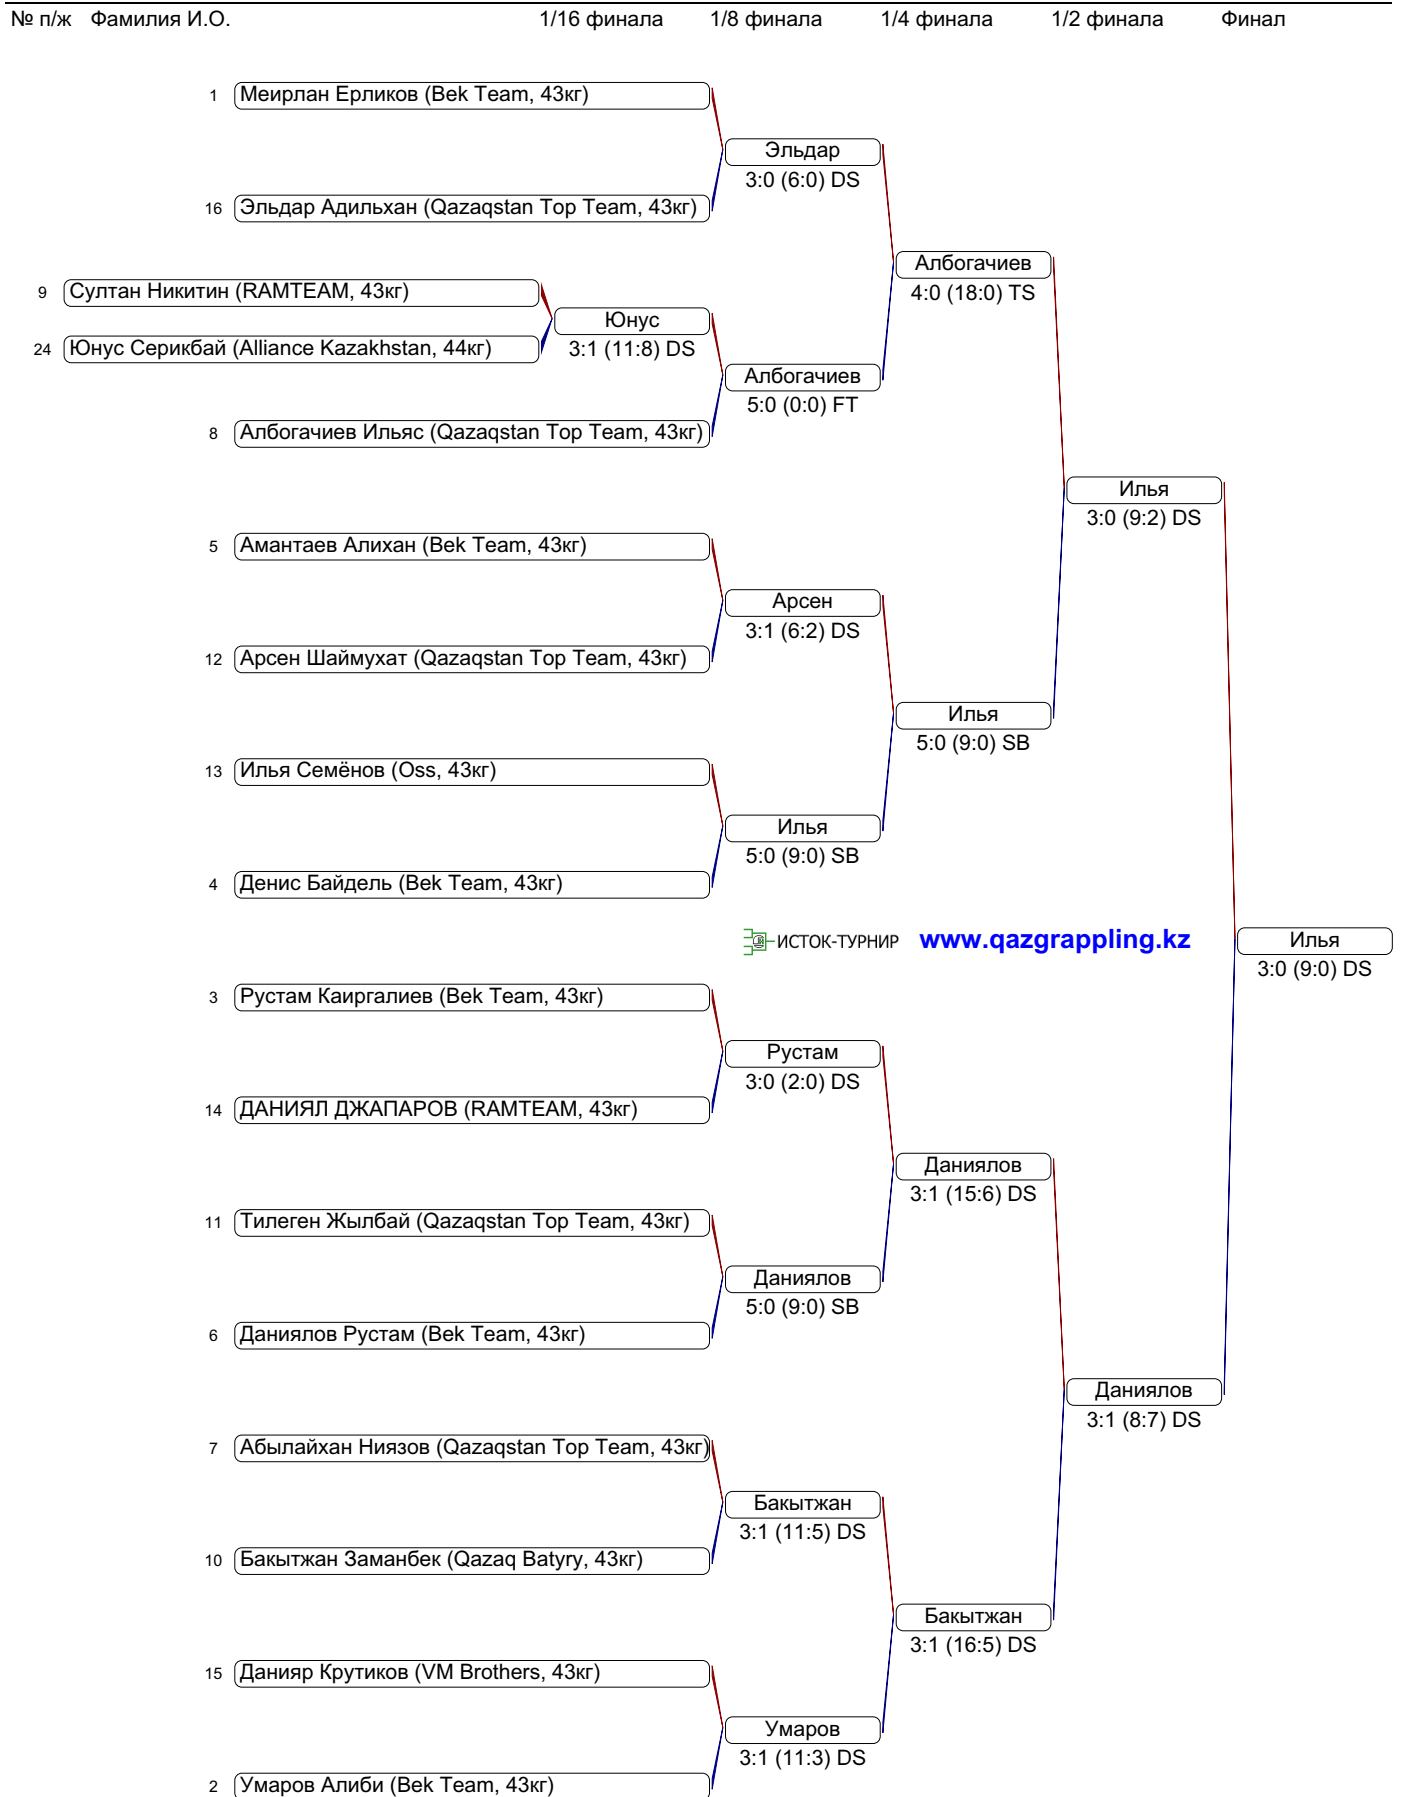 № п/ж Фамилия И.О. 1/16 финала 1/8 финала 1/4 финала 1/2 финала Финал
1 Меирлан Ерликов (Bek Team, 43кг)
Эльдар
3:0 (6:0) DS
16 Эльдар Адильхан (Qazaqstan Top Team, 43кг)
Албогачиев
9 Султан Никитин (RAMTEAM, 43кг)
4:0 (18:0) TS
Юнус
24 Юнус Серикбай (Alliance Kazakhstan, 44кг)
3:1 (11:8) DS
Албогачиев
5:0 (0:0) FT
8 Албогачиев Ильяс (Qazaqstan Top Team, 43кг)
Илья
3:0 (9:2) DS
5 Амантаев Алихан (Bek Team, 43кг)
Арсен
3:1 (6:2) DS
12 Арсен Шаймухат (Qazaqstan Top Team, 43кг)
Илья
5:0 (9:0) SB
13 Илья Семёнов (Oss, 43кг)
Илья
5:0 (9:0) SB
4 Денис Байдель (Bek Team, 43кг)
ИСТОК-ТУРНИР www.qazgrappling.kz
Илья
3:0 (9:0) DS
3 Рустам Каиргалиев (Bek Team, 43кг)
Рустам
3:0 (2:0) DS
14 ДАНИЯЛ ДЖАПАРОВ (RAMTEAM, 43кг)
Даниялов
3:1 (15:6) DS
11 Тилеген Жылбай (Qazaqstan Top Team, 43кг)
Даниялов
5:0 (9:0) SB
6 Даниялов Рустам (Bek Team, 43кг)
Даниялов
3:1 (8:7) DS
7 Абылайхан Ниязов (Qazaqstan Top Team, 43кг)
Бакытжан
3:1 (11:5) DS
10 Бакытжан Заманбек (Qazaq Batyry, 43кг)
Бакытжан
3:1 (16:5) DS
15 Данияр Крутиков (VM Brothers, 43кг)
Умаров
3:1 (11:3) DS
2 Умаров Алиби (Bek Team, 43кг)